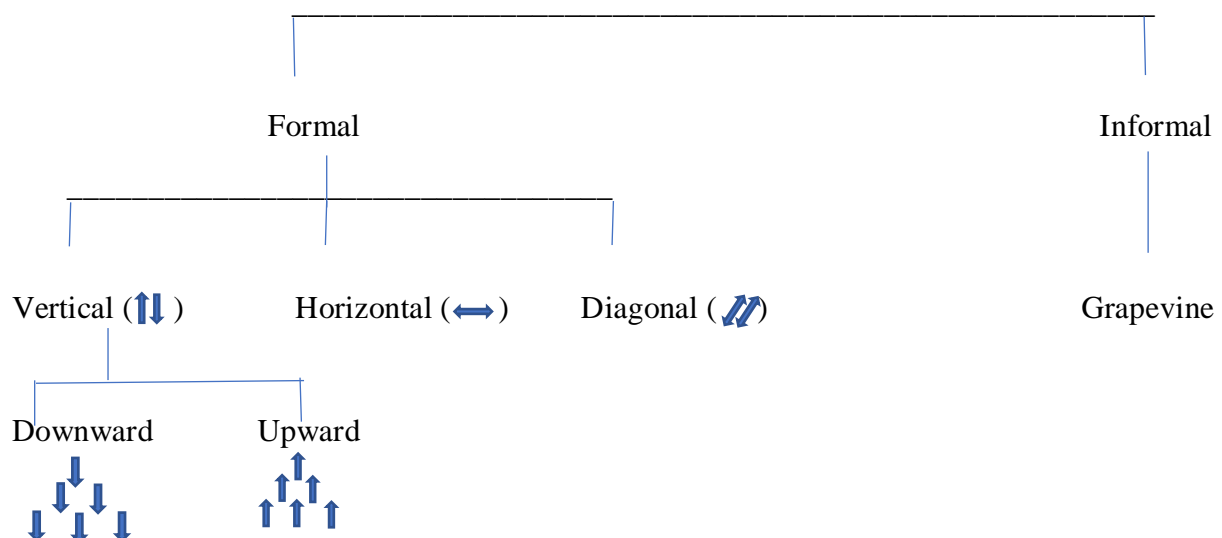 Formal Informal
Vertical ( ) Horizontal ( ) Diagonal ( ) Grapevine
Downward Upward